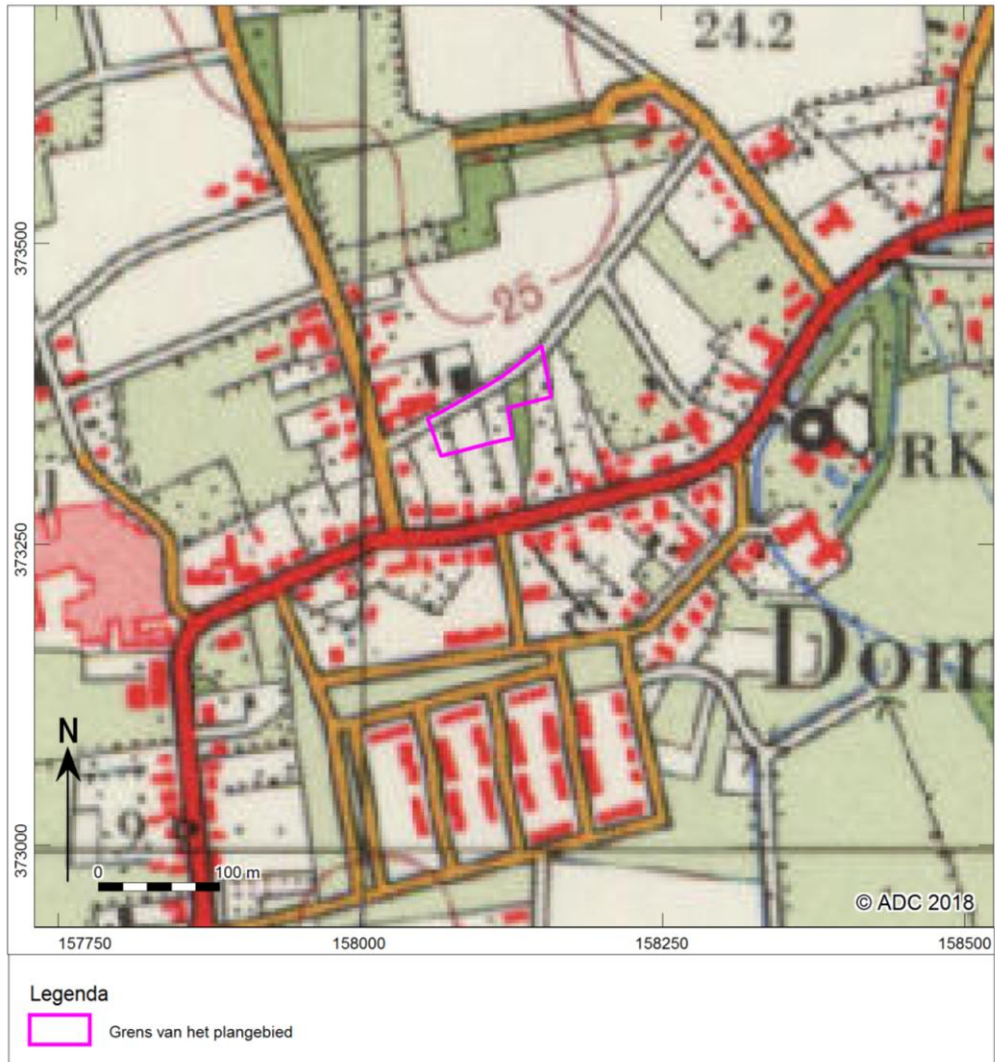 24.2
373500
25
RK
373250
Dom
N
9
0 100 m
373000
© ADC 2018
157750 158000 158250 158500
Legenda
Grens van het plangebied